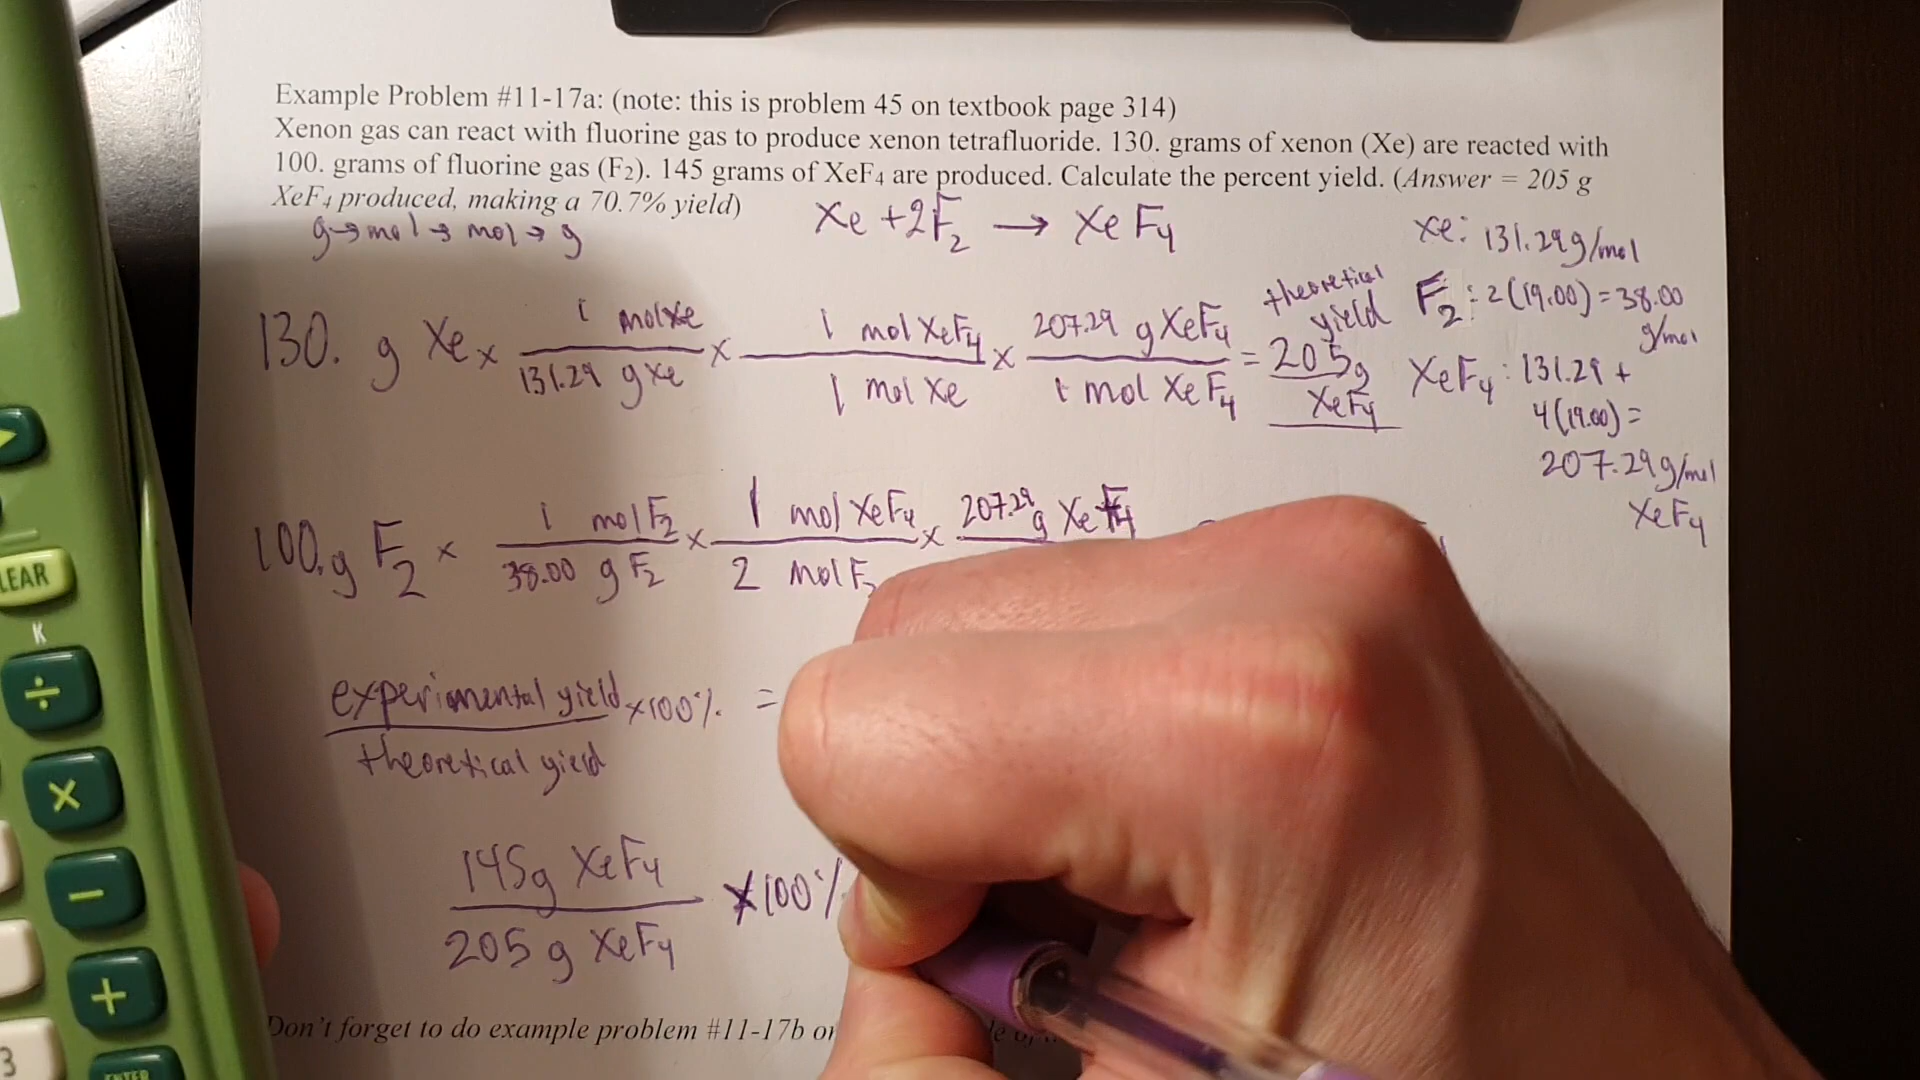 Example Problem #11-17a: (note: this is problem 45 on textbook page 314)
Xenon gas can react with fluorine gas to produce xenon tetrafluoride. 130. grams of xenon (Xe) are reacted with
100. grams of fluorine gas (F₂). 145 grams of XeF₄ are produced. Calculate the percent yield. (Answer = 205 g
XeF₄ produced, making a 70.7% yield)
g→mol→mol→g
Xe + 2F₂ → XeF₄
Xe: 131.29 g/mol
F₂: 2(19.00) = 38.00
g/mol
XeF₄: 131.29 +
4(19.00) =
207.29 g/mol
XeF₄
130. g Xe × 1 mol Xe / 131.29 g Xe × 1 mol XeF₄ / 1 mol Xe × 207.29 g XeF₄ / 1 mol XeF₄ = 205g XeF₄
theoretical
yield
100. g F₂ × 1 mol F₂ / 38.00 g F₂ × 1 mol XeF₄ / 2 mol F₂ × 207.29 g XeF₄
experimental yield × 100% =
theoretical yield
145g XeF₄
× 100%
205 g XeF₄
Don't forget to do example problem #11-17b
LEAR
K
÷
×
−
+
3
ENTER